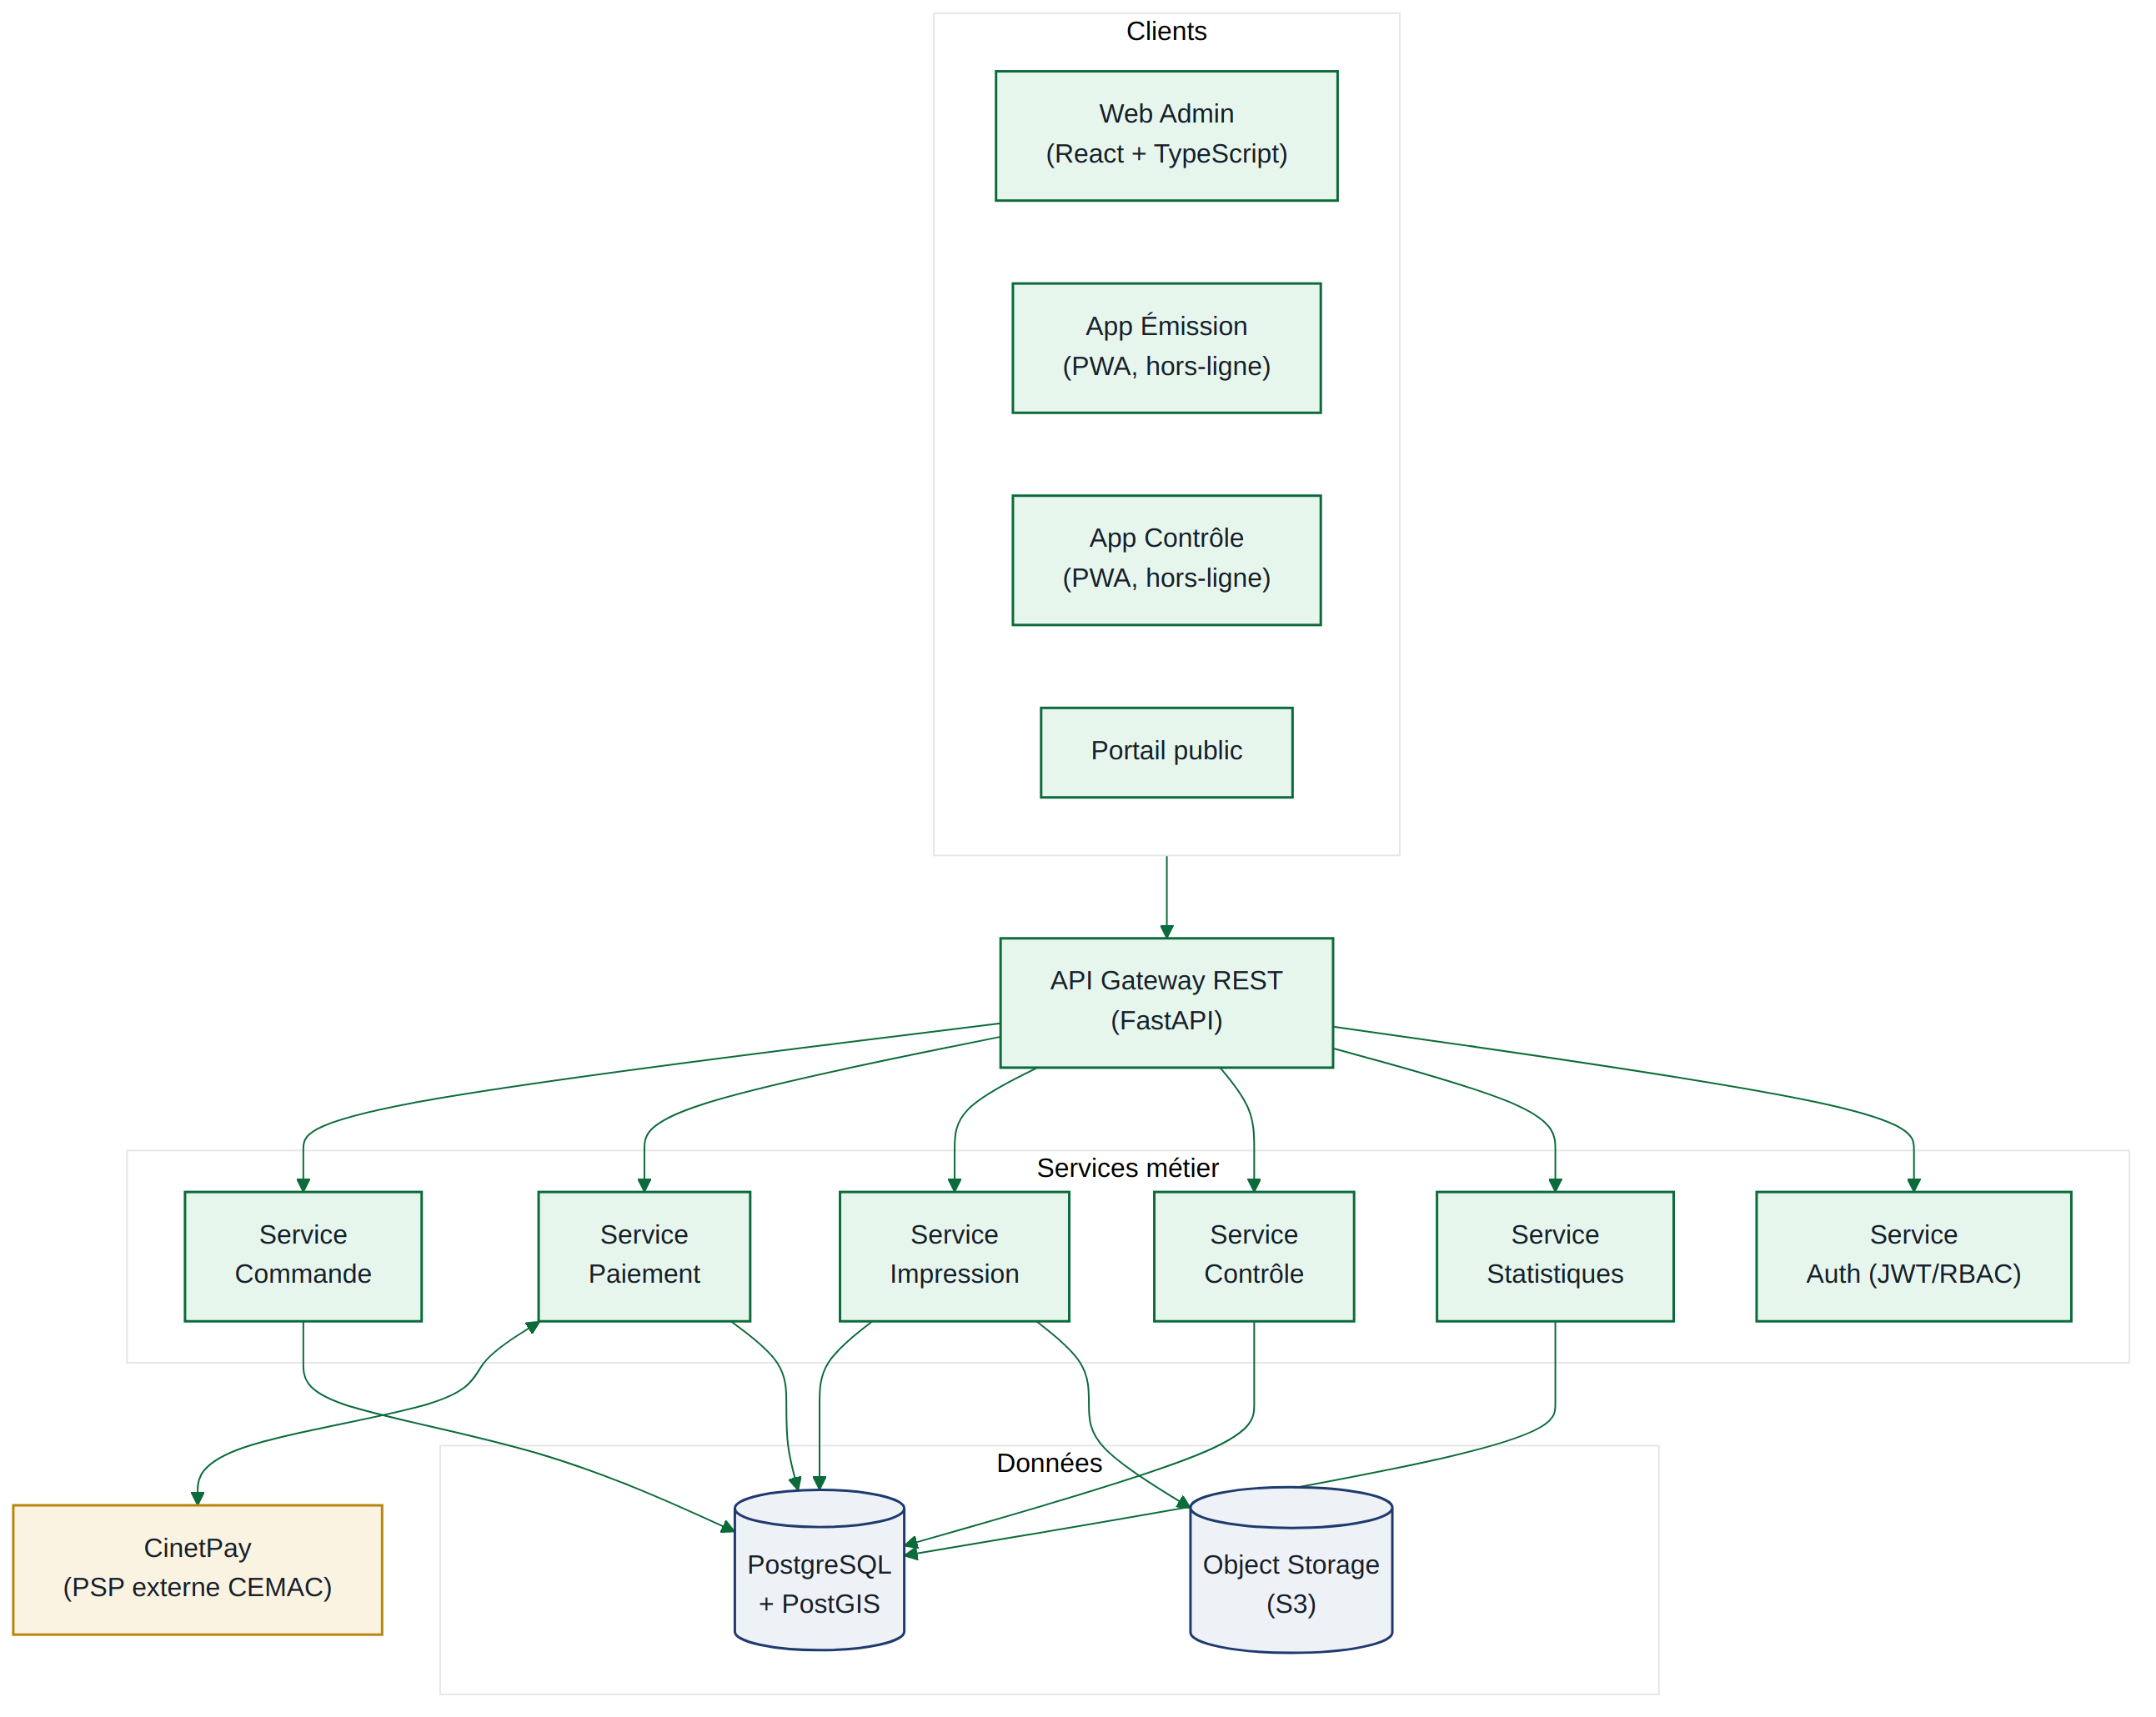 Clients
Web Admin
(React + TypeScript)
App Émission
(PWA, hors-ligne)
App Contrôle
(PWA, hors-ligne)
Portail public
API Gateway REST
(FastAPI)
Services métier
Service
Commande
Service
Paiement
Service
Impression
Service
Contrôle
Service
Statistiques
Service
Auth (JWT/RBAC)
Données
CinetPay
(PSP externe CEMAC)
PostgreSQL
+ PostGIS
Object Storage
(S3)